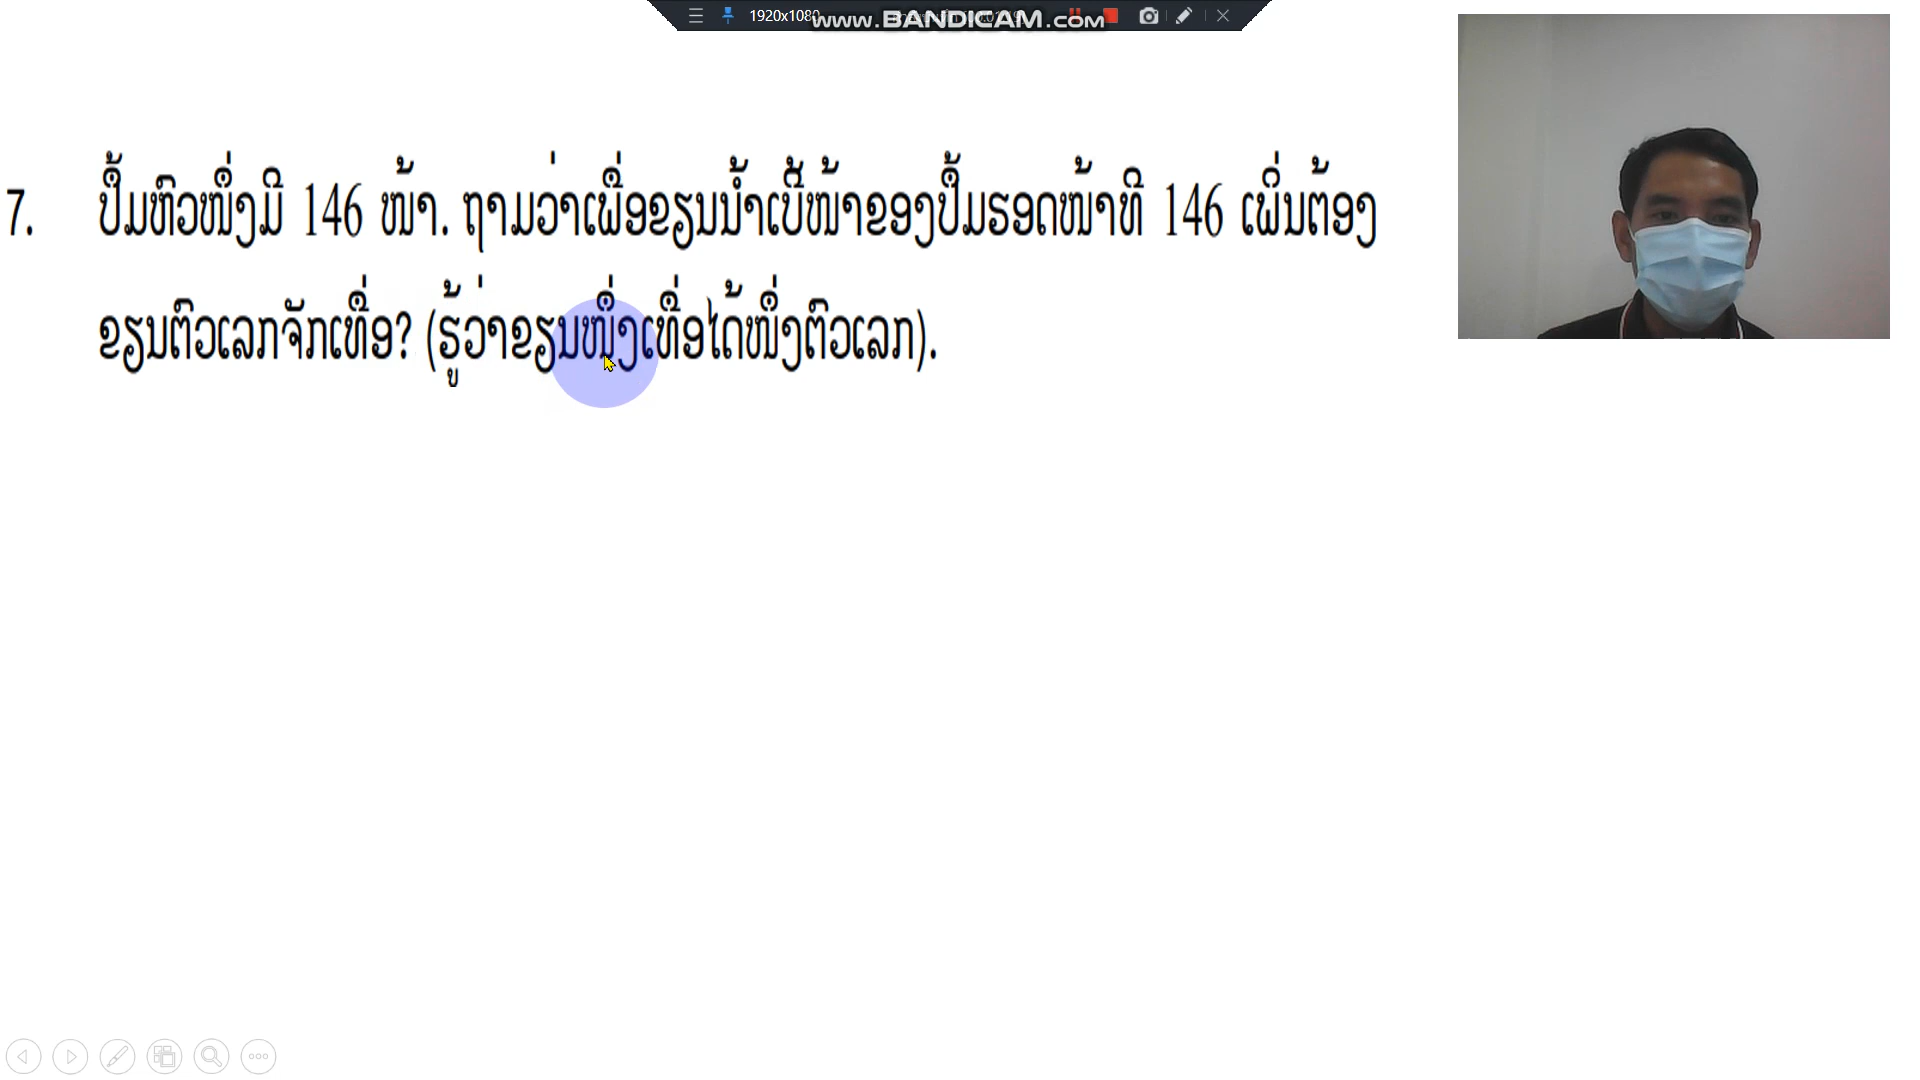 1920x1080
www.BANDICAM.com
7. ປຶ້ມຫົວໜຶ່ງມີ 146 ໜ້າ. ຖາມວ່າເພື່ອຂຽນນ້ຳເບີ້ໜ້າຂອງປຶ້ມຮອດໜ້າທີ 146 ເພິ່ນຕ້ອງ
ຂຽນຕົວເລກຈັກເທື່ອ? (ຮູ້ວ່າຂຽນໜຶ່ງເທື່ອໄດ້ໜຶ່ງຕົວເລກ).